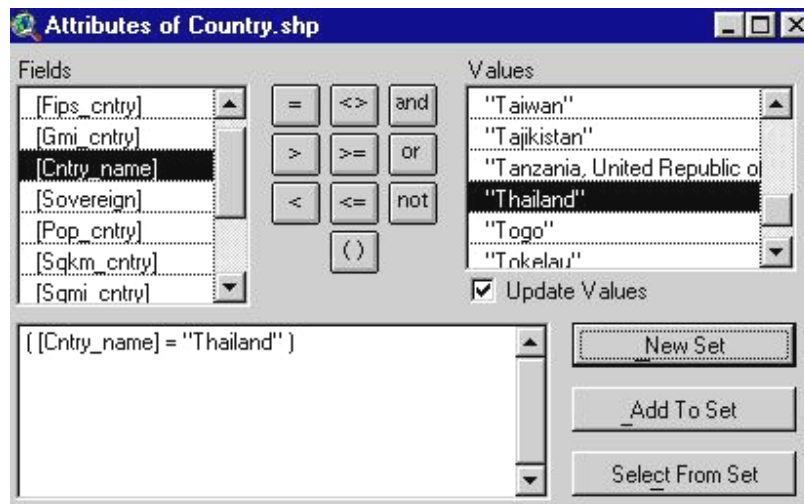 Attributes of Country.shp
Fields
[Fips_cntry]
[Gmi_cntry]
[Cntry_name]
[Sovereign]
[Pop_cntry]
[Sqkm_cntry]
[Sqmi_cntry]
= <> and
> >= or
< <= not
()
Values
"Taiwan"
"Tajikistan"
"Tanzania, United Republic o
"Thailand"
"Togo"
"Tokelau"
Update Values
( [Cntry_name] = "Thailand" )
New Set
Add To Set
Select From Set